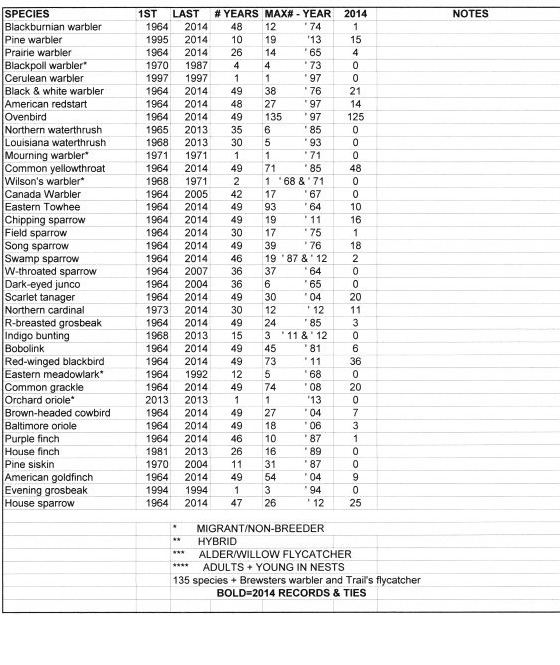 SPECIES 1ST LAST # YEARS MAX# - YEAR 2014 NOTES
Blackburnian warbler 1964 2014 48 12 '74 1
Pine warbler 1995 2014 10 19 '13 15
Prairie warbler 1964 2014 26 14 '65 4
Blackpoll warbler* 1970 1987 4 4 '73 0
Cerulean warbler 1997 1997 1 1 '97 0
Black & white warbler 1964 2014 49 38 '76 21
American redstart 1964 2014 48 27 '97 14
Ovenbird 1964 2014 49 135 '97 125
Northern waterthrush 1965 2013 35 6 '85 0
Louisiana waterthrush 1968 2013 30 5 '93 0
Mourning warbler* 1971 1971 1 1 '71 0
Common yellowthroat 1964 2014 49 71 '85 48
Wilson's warbler* 1968 1971 2 1 '68 & '71 0
Canada Warbler 1964 2005 42 17 '67 0
Eastern Towhee 1964 2014 49 93 '64 10
Chipping sparrow 1964 2014 49 19 '11 16
Field sparrow 1964 2014 30 17 '75 1
Song sparrow 1964 2014 49 39 '76 18
Swamp sparrow 1964 2014 46 19 '87 & '12 2
W-throated sparrow 1964 2007 36 37 '64 0
Dark-eyed junco 1964 2004 36 6 '65 0
Scarlet tanager 1964 2014 49 30 '04 20
Northern cardinal 1973 2014 30 12 '12 11
R-breasted grosbeak 1964 2014 49 24 '85 3
Indigo bunting 1968 2013 15 3 '11 & '12 0
Bobolink 1964 2014 49 45 '81 6
Red-winged blackbird 1964 2014 49 73 '11 36
Eastern meadowlark* 1964 1992 12 5 '68 0
Common grackle 1964 2014 49 74 '08 20
Orchard oriole* 2013 2013 1 1 '13 0
Brown-headed cowbird 1964 2014 49 27 '04 7
Baltimore oriole 1964 2014 49 18 '06 3
Purple finch 1964 2014 46 10 '87 1
House finch 1981 2013 26 16 '89 0
Pine siskin 1970 2004 11 31 '87 0
American goldfinch 1964 2014 49 54 '04 9
Evening grosbeak 1994 1994 1 3 '94 0
House sparrow 1964 2014 47 26 '12 25
* MIGRANT/NON-BREEDER
** HYBRID
*** ALDER/WILLOW FLYCATCHER
**** ADULTS + YOUNG IN NESTS
135 species + Brewsters warbler and Trail's flycatcher
BOLD=2014 RECORDS & TIES